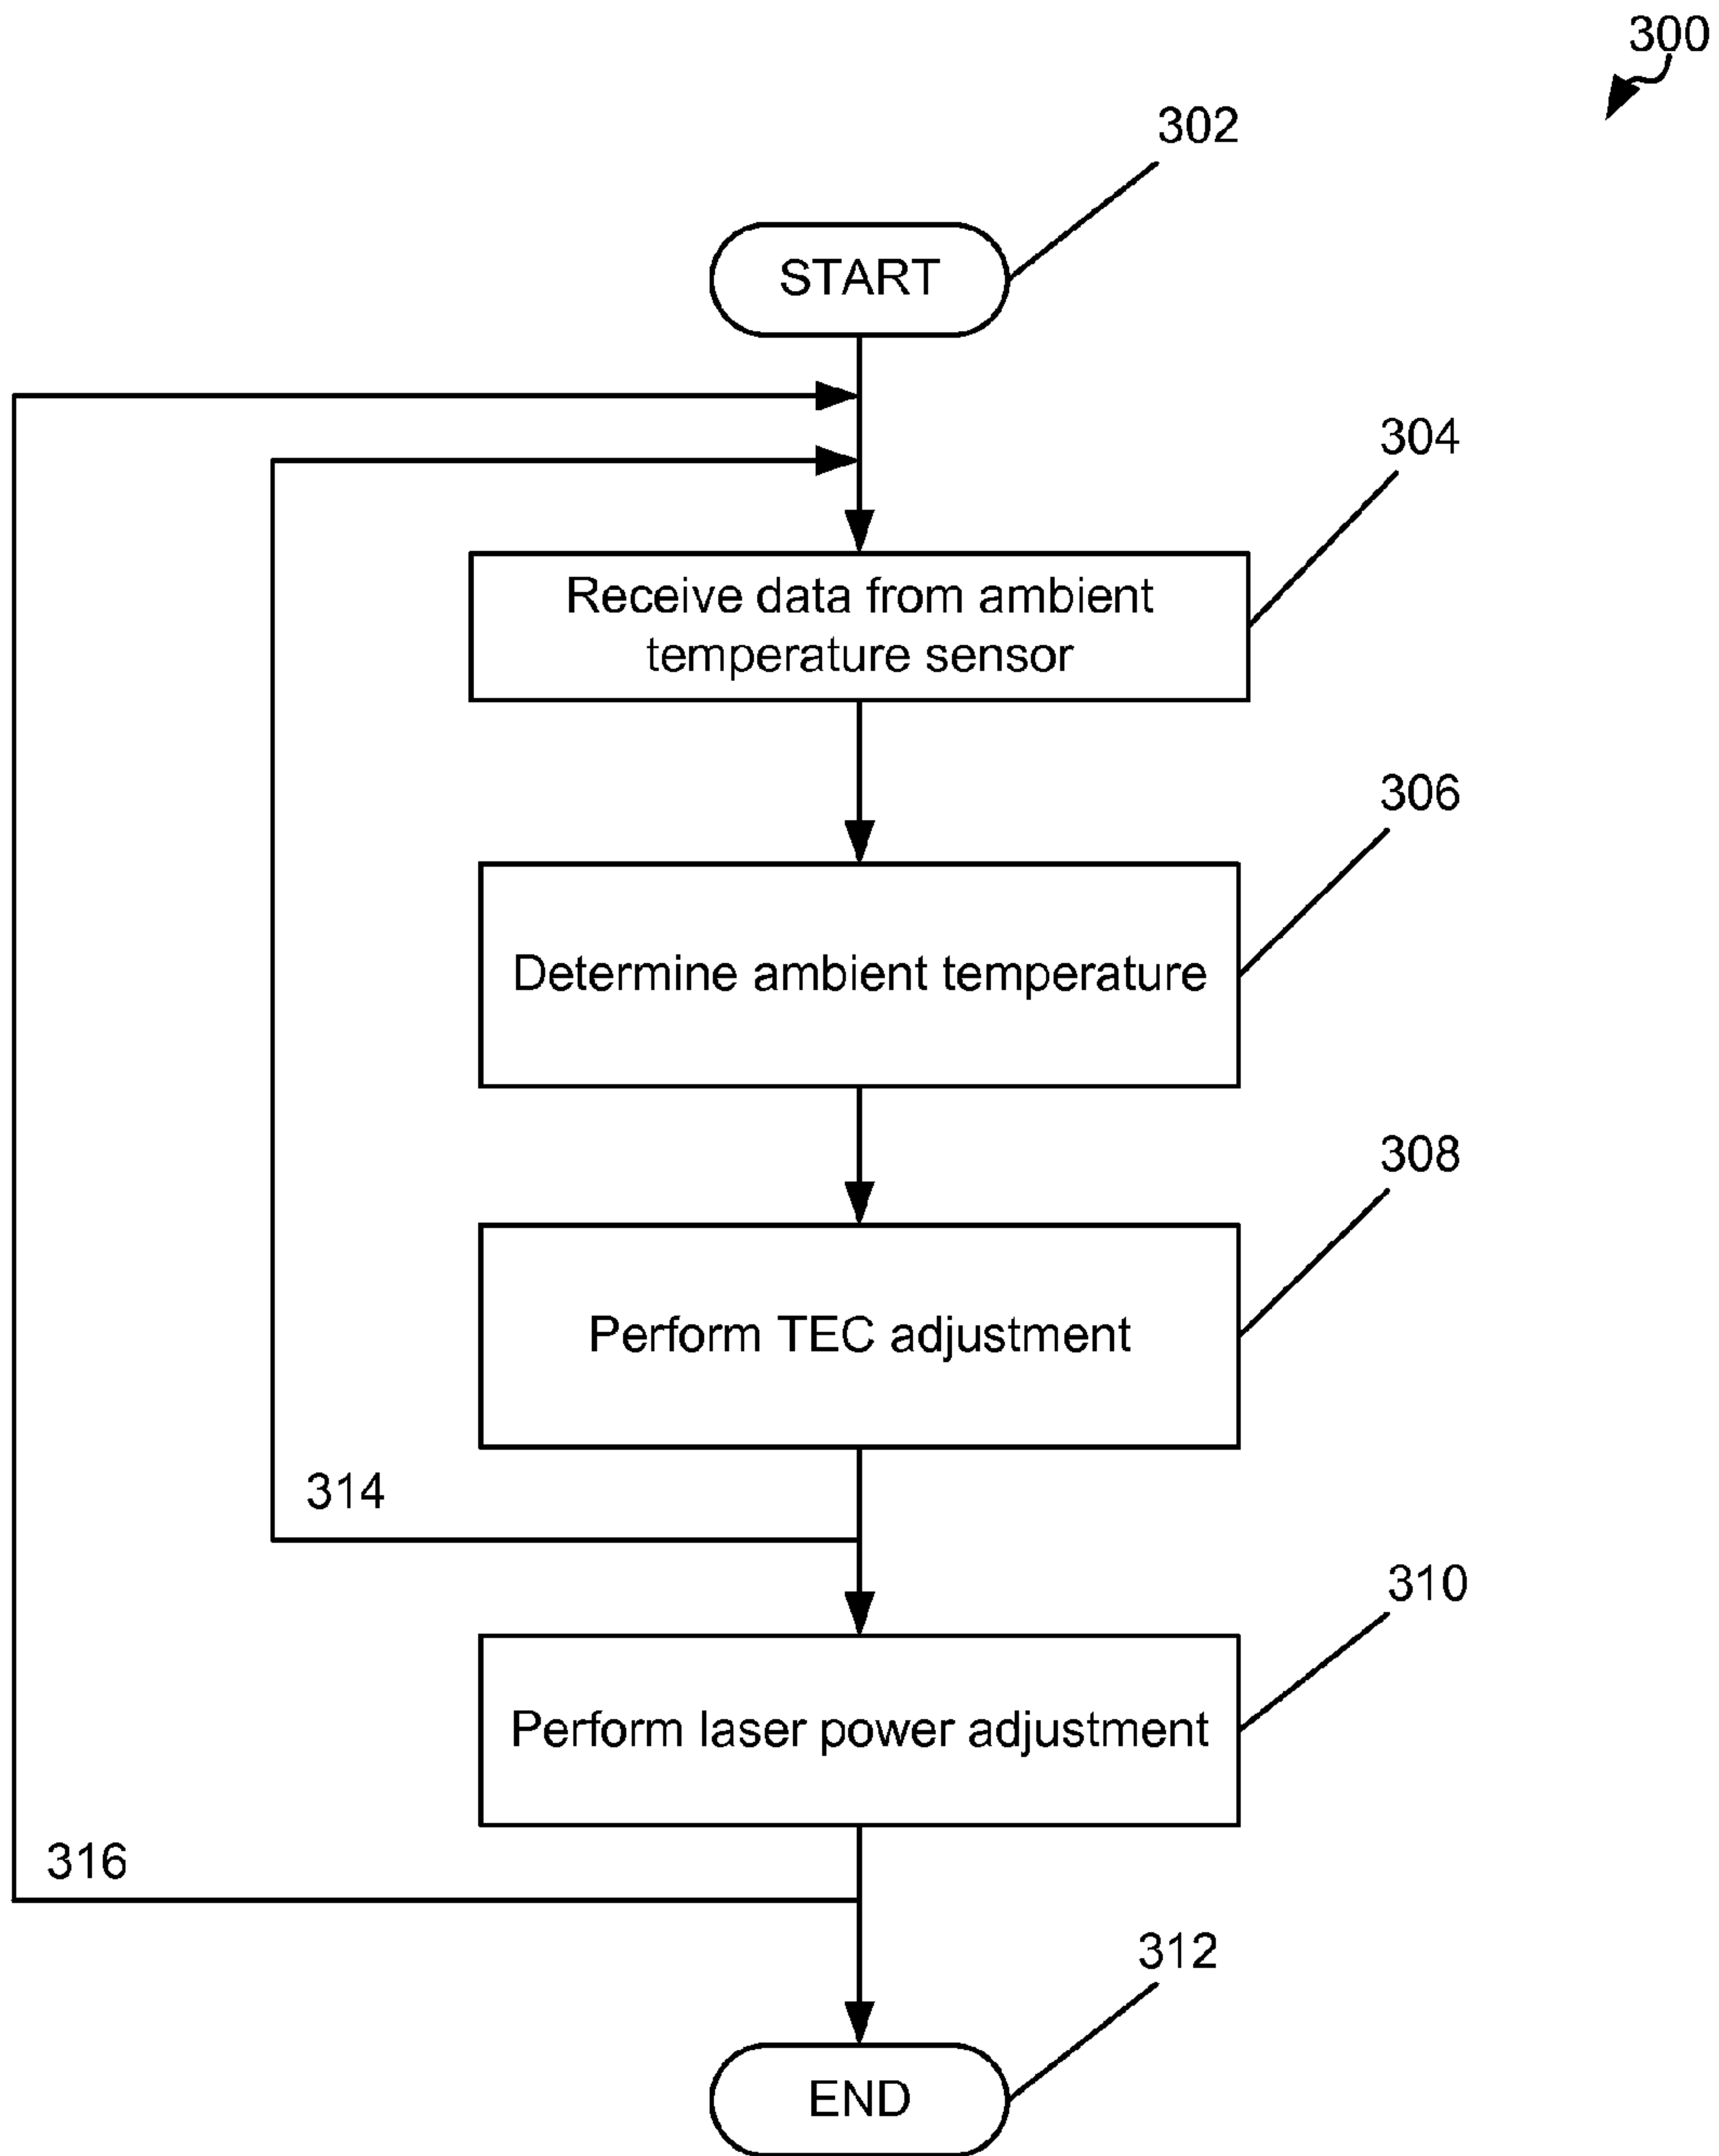 300
302
START
304
Receive data from ambient
temperature sensor
306
Determine ambient temperature
308
Perform TEC adjustment
314
310
Perform laser power adjustment
316
312
END